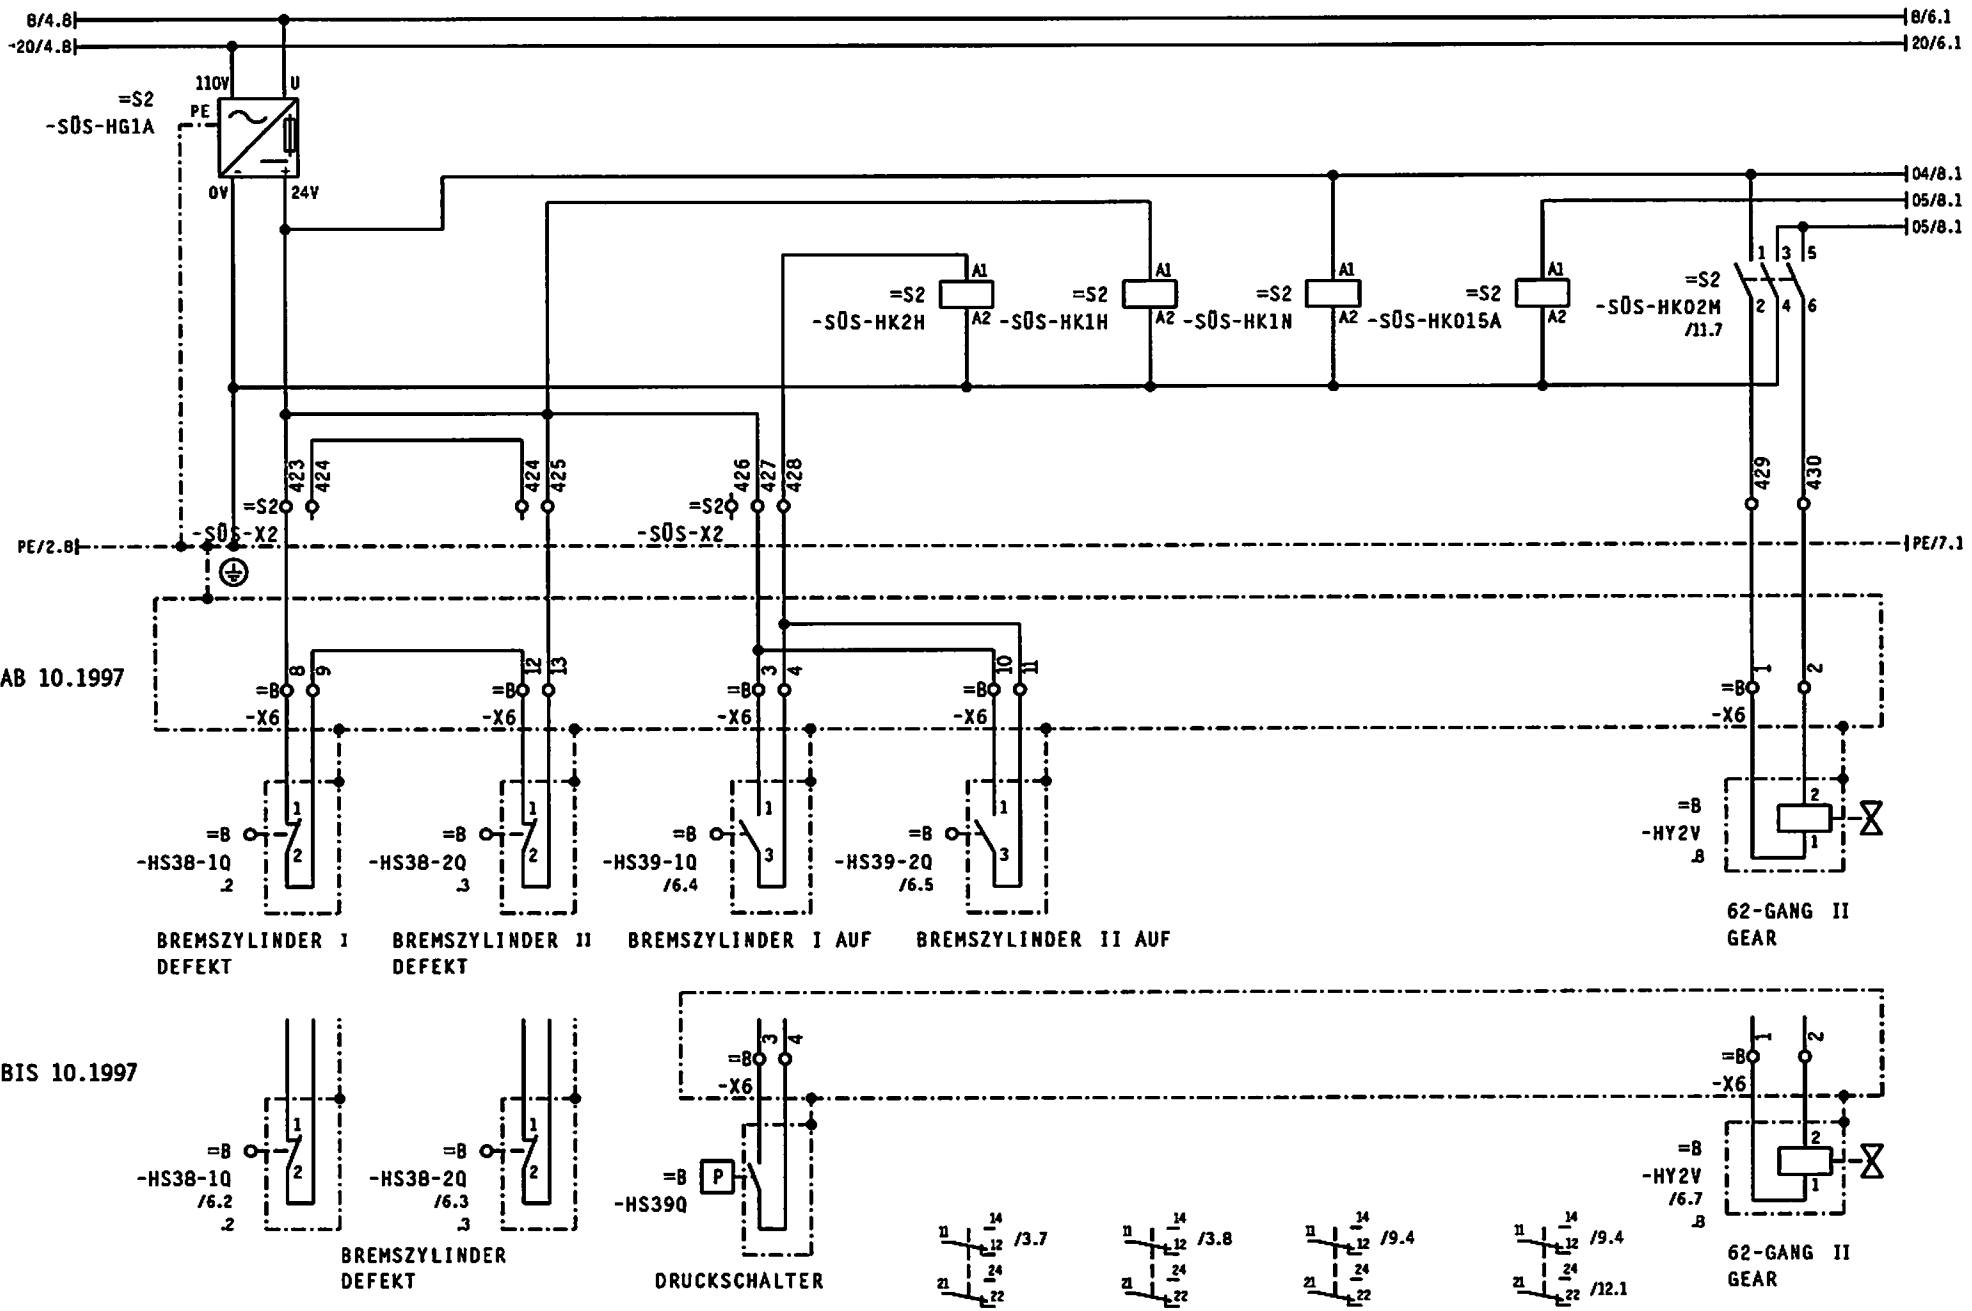 8/4.8 8/6.1
-20/4.8 20/6.1
110V U
=S2 PE
-SÜS-HG1A
- +
0V 24V
04/8.1
05/8.1
05/8.1
A1 A1 A1 A1 1 3 5
=S2 =S2 =S2 =S2 =S2
-SÜS-HK2H A2 -SÜS-HK1H A2 -SÜS-HK1N A2 -SÜS-HK015A A2 -SÜS-HK02M 2 4 6
/11.7
423 424 424 425 426 427 428 429 430
=S2 =S2
-SÜS-X2 -SÜS-X2
PE/2.8 PE/7.1
AB 10.1997
8 9 12 13 3 4 10 11 1 2
=B =B =B =B =B
-X6 -X6 -X6 -X6 -X6
1 1 1 1 2
=B =B =B =B =B
-HS38-1Q 2 -HS38-2Q 2 -HS39-1Q 3 -HS39-2Q 3 -HY2V 1
.2 .3 /6.4 /6.5 .8
BREMSZYLINDER I BREMSZYLINDER II BREMSZYLINDER I AUF BREMSZYLINDER II AUF 62-GANG II
DEFEKT DEFEKT GEAR
BIS 10.1997
3 4 1 2
=B =B
-X6 -X6
1 1 2
=B =B =B P =B
-HS38-1Q 2 -HS38-2Q 2 -HS39Q -HY2V 1
/6.2 /6.3 /6.7
.2 .3 .8
BREMSZYLINDER
DEFEKT
DRUCKSCHALTER
62-GANG II
GEAR
14 14 14 14
11 12 /3.7 11 12 /3.8 11 12 /9.4 11 12 /9.4
24 24 24 24
21 22 21 22 21 22 21 22 /12.1